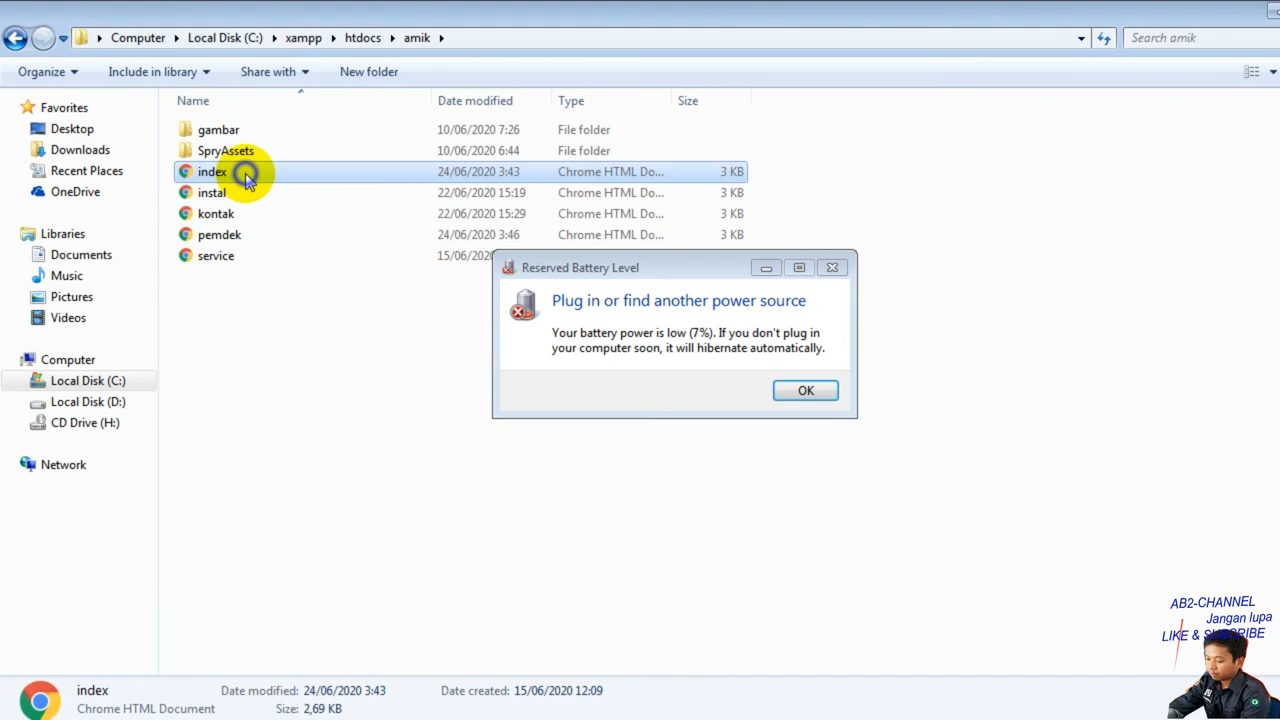 Computer Local Disk (C:) xampp htdocs amik Search amik
Organize Include in library Share with New folder
Name Date modified Type Size
Favorites
Desktop
Downloads
Recent Places
OneDrive
Libraries
Documents
Music
Pictures
Videos
Computer
Local Disk (C:)
Local Disk (D:)
CD Drive (H:)
Network
gambar 10/06/2020 7:26 File folder
SpryAssets 10/06/2020 6:44 File folder
index 24/06/2020 3:43 Chrome HTML Do... 3 KB
instal 22/06/2020 15:19 Chrome HTML Do... 3 KB
kontak 22/06/2020 15:29 Chrome HTML Do... 3 KB
pemdek 24/06/2020 3:46 Chrome HTML Do... 3 KB
service 15/06/20
Reserved Battery Level
Plug in or find another power source
Your battery power is low (7%). If you don't plug in
your computer soon, it will hibernate automatically.
OK
AB2-CHANNEL
Jangan lupa
LIKE & SUBCRIBE
index Date modified: 24/06/2020 3:43 Date created: 15/06/2020 12:09
Chrome HTML Document Size: 2,69 KB